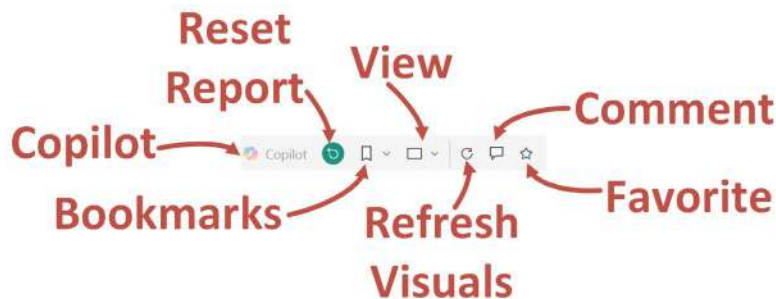 Reset
Report
View
Comment
Copilot
Copilot
Bookmarks
Refresh
Visuals
Favorite